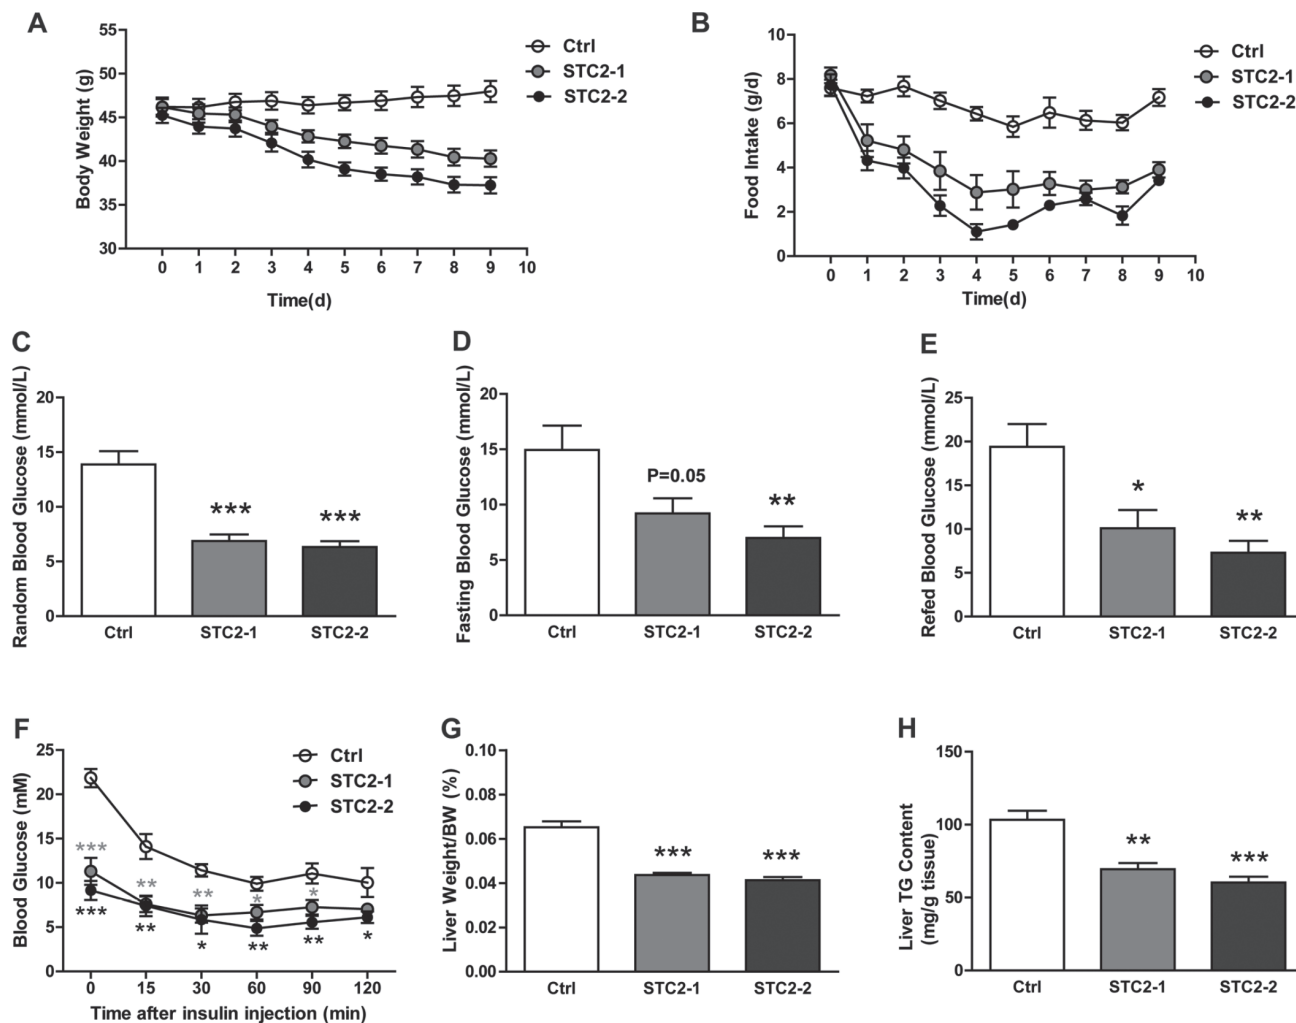 A
Body Weight (g)
55
50
45
40
35
30
0 1 2 3 4 5 6 7 8 9 10
Time(d)
Ctrl
STC2-1
STC2-2
B
Food Intake (g/d)
10
8
6
4
2
0
0 1 2 3 4 5 6 7 8 9 10
Time(d)
Ctrl
STC2-1
STC2-2
C
Random Blood Glucose (mmol/L)
20
15
10
5
0
***
***
Ctrl STC2-1 STC2-2
D
Fasting Blood Glucose (mmol/L)
20
15
10
5
0
P=0.05
**
Ctrl STC2-1 STC2-2
E
Refed Blood Glucose (mmol/L)
25
20
15
10
5
0
*
**
Ctrl STC2-1 STC2-2
F
Blood Glucose (mM)
25
20
15
10
5
0
Ctrl
STC2-1
STC2-2
*** ** ** * *
*** ** * ** ** *
0 15 30 60 90 120
Time after insulin injection (min)
G
Liver Weight/BW (%)
0.10
0.08
0.06
0.04
0.02
0.00
*** ***
Ctrl STC2-1 STC2-2
H
Liver TG Content
(mg/g tissue)
150
100
50
0
**
***
Ctrl STC2-1 STC2-2